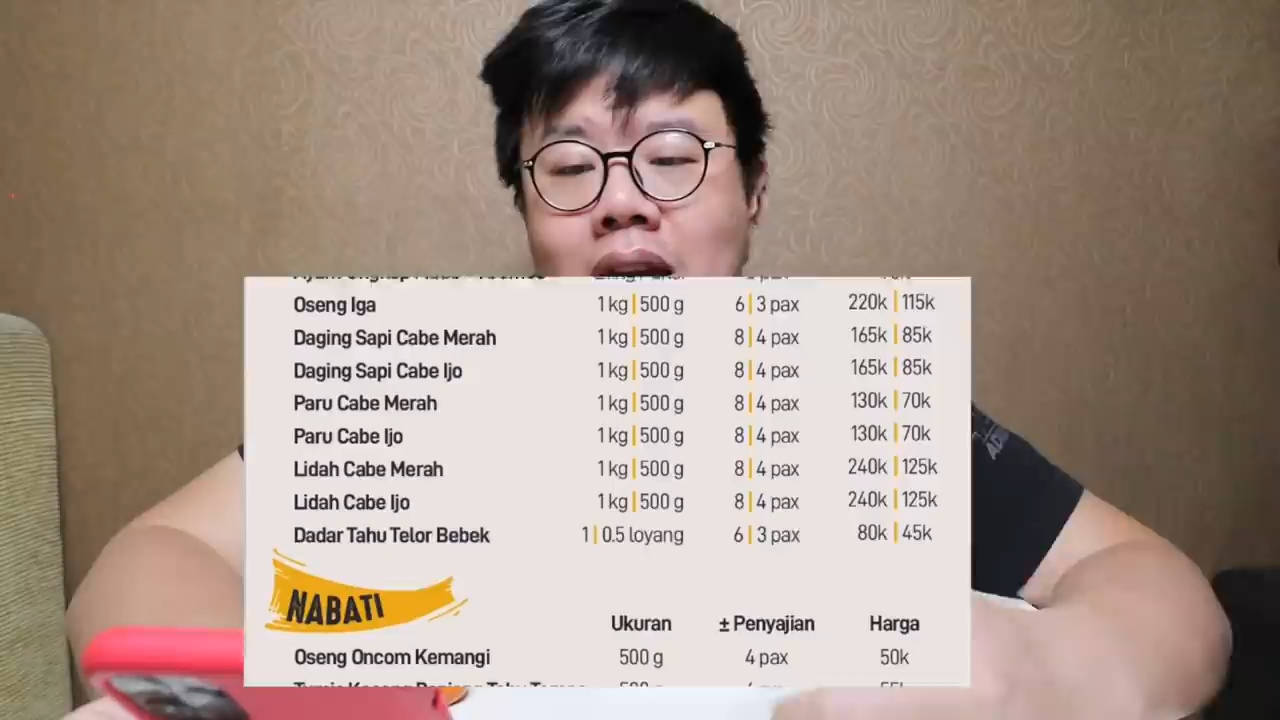 Oseng Iga 1 kg | 500 g 6 | 3 pax 220k | 115k
Daging Sapi Cabe Merah 1 kg | 500 g 8 | 4 pax 165k | 85k
Daging Sapi Cabe Ijo 1 kg | 500 g 8 | 4 pax 165k | 85k
Paru Cabe Merah 1 kg | 500 g 8 | 4 pax 130k | 70k
Paru Cabe Ijo 1 kg | 500 g 8 | 4 pax 130k | 70k
Lidah Cabe Merah 1 kg | 500 g 8 | 4 pax 240k | 125k
Lidah Cabe Ijo 1 kg | 500 g 8 | 4 pax 240k | 125k
Dadar Tahu Telor Bebek 1 | 0.5 loyang 6 | 3 pax 80k | 45k
NABATI
Ukuran ± Penyajian Harga
Oseng Oncom Kemangi 500 g 4 pax 50k